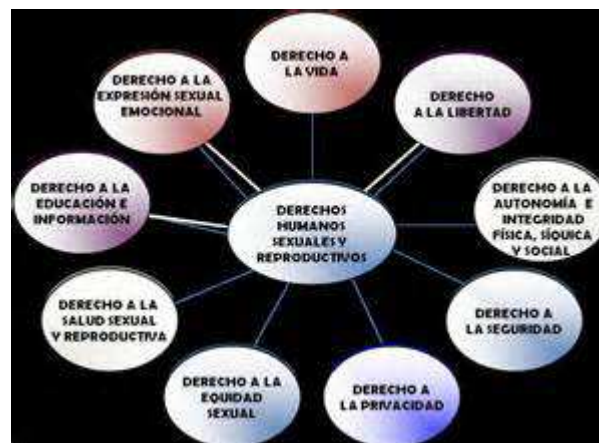 DERECHO A
LA VIDA
DERECHO A LA
EXPRESIÓN SEXUAL
EMOCIONAL
DERECHO
A LA LIBERTAD
DERECHO A LA
EDUCACIÓN E
INFORMACIÓN
DERECHOS
HUMANOS
SEXUALES Y
REPRODUCTIVOS
DERECHO A LA
AUTONOMÍA E
INTEGRIDAD
FÍSICA, SÍQUICA
Y SOCIAL
DERECHO A LA
SALUD SEXUAL
Y REPRODUCTIVA
DERECHO A
LA SEGURIDAD
DERECHO A LA
EQUIDAD
SEXUAL
DERECHO A
LA PRIVACIDAD